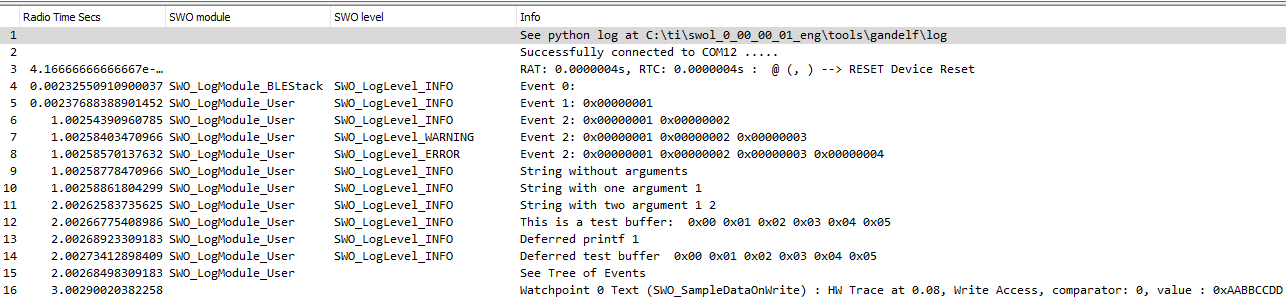 Radio Time Secs SWO module SWO level Info
1 See python log at C:\ti\swol_0_00_00_01_eng\tools\gandelf\log
2 Successfully connected to COM12 .....
3 4.16666666666667e-… RAT: 0.0000004s, RTC: 0.0000004s :  @ (, ) --> RESET Device Reset
4 0.00232550910900037 SWO_LogModule_BLEStack SWO_LogLevel_INFO Event 0:
5 0.00237688388901452 SWO_LogModule_User SWO_LogLevel_INFO Event 1: 0x00000001
6 1.00254390960785 SWO_LogModule_User SWO_LogLevel_INFO Event 2: 0x00000001 0x00000002
7 1.00258403470966 SWO_LogModule_User SWO_LogLevel_WARNING Event 2: 0x00000001 0x00000002 0x00000003
8 1.00258570137632 SWO_LogModule_User SWO_LogLevel_ERROR Event 2: 0x00000001 0x00000002 0x00000003 0x00000004
9 1.00258778470966 SWO_LogModule_User SWO_LogLevel_INFO String without arguments
10 1.00258861804299 SWO_LogModule_User SWO_LogLevel_INFO String with one argument 1
11 2.00262583735625 SWO_LogModule_User SWO_LogLevel_INFO String with two argument 1 2
12 2.00266775408986 SWO_LogModule_User SWO_LogLevel_INFO This is a test buffer:  0x00 0x01 0x02 0x03 0x04 0x05
13 2.00268923309183 SWO_LogModule_User SWO_LogLevel_INFO Deferred printf 1
14 2.00273412898409 SWO_LogModule_User SWO_LogLevel_INFO Deferred test buffer  0x00 0x01 0x02 0x03 0x04 0x05
15 2.00268498309183 SWO_LogModule_User See Tree of Events
16 3.00290020382258 Watchpoint 0 Text (SWO_SampleDataOnWrite) : HW Trace at 0.08, Write Access, comparator: 0, value : 0xAABBCCDD